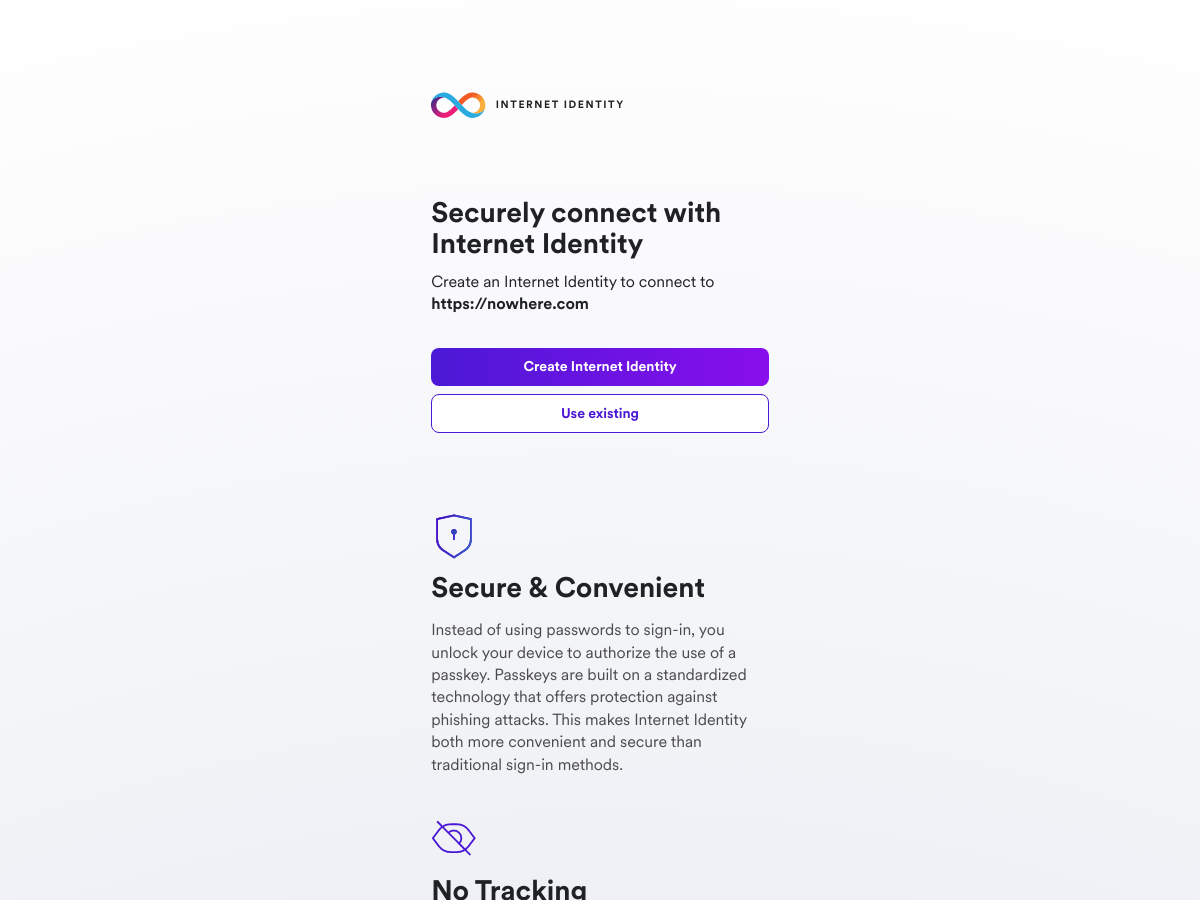 INTERNET IDENTITY
Securely connect with
Internet Identity
Create an Internet Identity to connect to
https://nowhere.com
Create Internet Identity
Use existing
Secure & Convenient
Instead of using passwords to sign-in, you
unlock your device to authorize the use of a
passkey. Passkeys are built on a standardized
technology that offers protection against
phishing attacks. This makes Internet Identity
both more convenient and secure than
traditional sign-in methods.
No Tracking